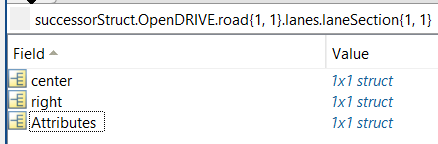 successorStruct.OpenDRIVE.road{1, 1}.lanes.laneSection{1, 1}
Field Value
center 1x1 struct
right 1x1 struct
Attributes 1x1 struct